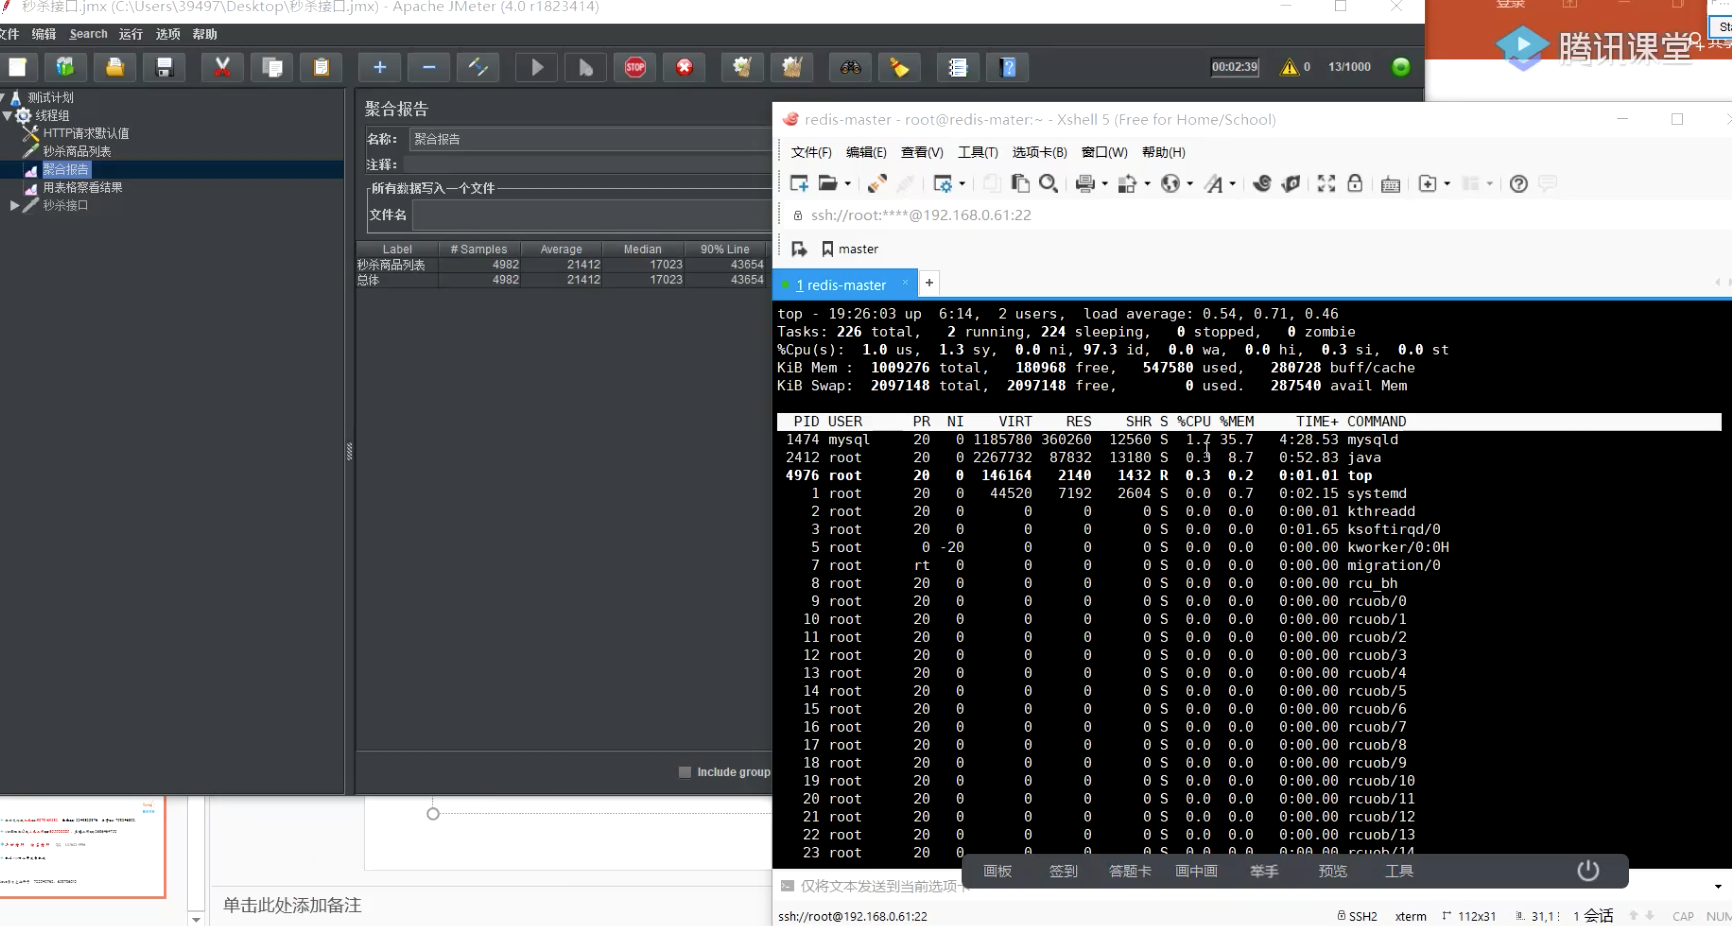 秒杀接口.jmx (C:\Users\39497\Desktop\秒杀接口.jmx) - Apache JMeter (4.0 r1823414)
登录
文件 编辑 Search 运行 选项 帮助
腾讯课堂
00:02:39 0 13/1000
STOP
测试计划
线程组
HTTP请求默认值
秒杀商品列表
聚合报告
用表格察看结果
秒杀接口
聚合报告
名称: 聚合报告
注释:
所有数据写入一个文件
文件名
Label # Samples Average Median 90% Line
秒杀商品列表 4982 21412 17023 43654
总体 4982 21412 17023 43654
Include group
redis-master - root@redis-mater:~ - Xshell 5 (Free for Home/School)
文件(F) 编辑(E) 查看(V) 工具(T) 选项卡(B) 窗口(W) 帮助(H)
ssh://root:****@192.168.0.61:22
master
1 redis-master
top - 19:26:03 up 6:14, 2 users, load average: 0.54, 0.71, 0.46
Tasks: 226 total, 2 running, 224 sleeping, 0 stopped, 0 zombie
%Cpu(s): 1.0 us, 1.3 sy, 0.0 ni, 97.3 id, 0.0 wa, 0.0 hi, 0.3 si, 0.0 st
KiB Mem : 1009276 total, 180968 free, 547580 used, 280728 buff/cache
KiB Swap: 2097148 total, 2097148 free, 0 used. 287540 avail Mem
PID USER PR NI VIRT RES SHR S %CPU %MEM TIME+ COMMAND
1474 mysql 20 0 1185780 360260 12560 S 1.7 35.7 4:28.53 mysqld
2412 root 20 0 2267732 87832 13180 S 0.3 8.7 0:52.83 java
4976 root 20 0 146164 2140 1432 R 0.3 0.2 0:01.01 top
1 root 20 0 44520 7192 2604 S 0.0 0.7 0:02.15 systemd
2 root 20 0 0 0 0 S 0.0 0.0 0:00.01 kthreadd
3 root 20 0 0 0 0 S 0.0 0.0 0:01.65 ksoftirqd/0
5 root 0 -20 0 0 0 S 0.0 0.0 0:00.00 kworker/0:0H
7 root rt 0 0 0 0 S 0.0 0.0 0:00.00 migration/0
8 root 20 0 0 0 0 S 0.0 0.0 0:00.00 rcu_bh
9 root 20 0 0 0 0 S 0.0 0.0 0:00.00 rcuob/0
10 root 20 0 0 0 0 S 0.0 0.0 0:00.00 rcuob/1
11 root 20 0 0 0 0 S 0.0 0.0 0:00.00 rcuob/2
12 root 20 0 0 0 0 S 0.0 0.0 0:00.00 rcuob/3
13 root 20 0 0 0 0 S 0.0 0.0 0:00.00 rcuob/4
14 root 20 0 0 0 0 S 0.0 0.0 0:00.00 rcuob/5
15 root 20 0 0 0 0 S 0.0 0.0 0:00.00 rcuob/6
16 root 20 0 0 0 0 S 0.0 0.0 0:00.00 rcuob/7
17 root 20 0 0 0 0 S 0.0 0.0 0:00.00 rcuob/8
18 root 20 0 0 0 0 S 0.0 0.0 0:00.00 rcuob/9
19 root 20 0 0 0 0 S 0.0 0.0 0:00.00 rcuob/10
20 root 20 0 0 0 0 S 0.0 0.0 0:00.00 rcuob/11
21 root 20 0 0 0 0 S 0.0 0.0 0:00.00 rcuob/12
22 root 20 0 0 0 0 S 0.0 0.0 0:00.00 rcuob/13
23 root 20 0 0 0 0 S 0.0 0.0 0:00.00 rcuob/14
画板 签到 答题卡 画中画 举手 预览 工具
仅将文本发送到当前选项卡
单击此处添加备注
ssh://root@192.168.0.61:22 SSH2 xterm 112x31 31,1 1 会话 CAP NUM